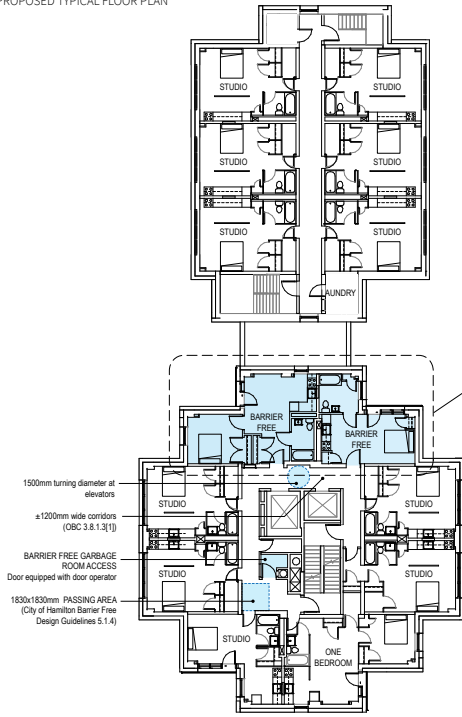 PROPOSED TYPICAL FLOOR PLAN
STUDIO
STUDIO
STUDIO
STUDIO
STUDIO
STUDIO
LAUNDRY
BARRIER
FREE
BARRIER
FREE
1500mm turning diameter at
elevators
±1200mm wide corridors
(OBC 3.8.1.3[1])
STUDIO
STUDIO
BARRIER FREE GARBAGE
ROOM ACCESS
Door equipped with door operator
STUDIO
STUDIO
1830x1830mm PASSING AREA
(City of Hamilton Barrier Free
Design Guidelines 5.1.4)
STUDIO
ONE
BEDROOM